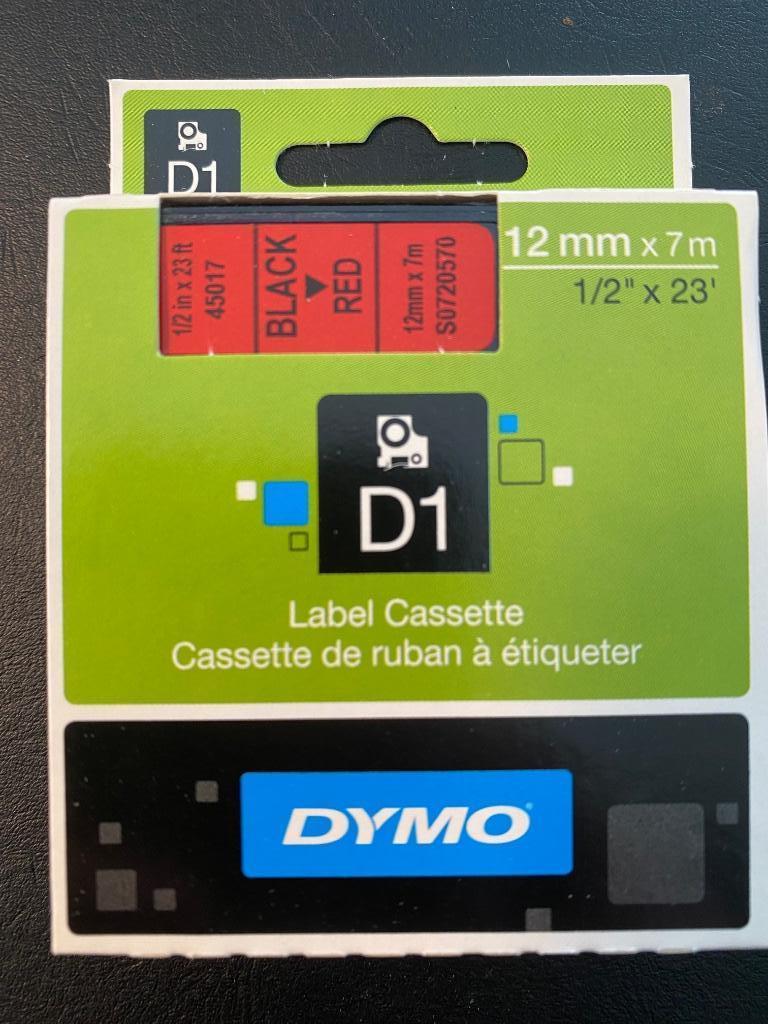 D1
1/2 in x 23 ft
45017
BLACK
RED
12mm x 7m
S0720570
12 mm x 7 m
1/2" x 23'
D1
Label Cassette
Cassette de ruban à étiqueter
DYMO